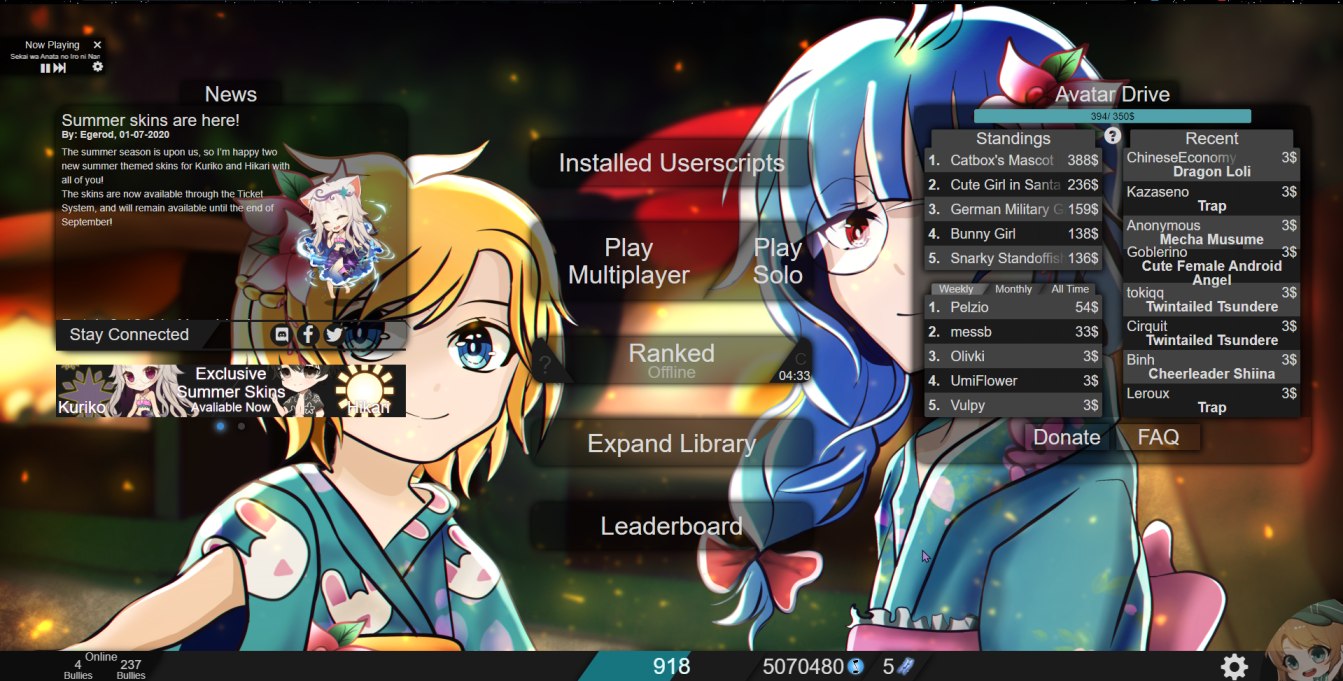 Now Playing
Sekai wa Anata no Iro ni Nar
News
Summer skins are here!
By: Egerod, 01-07-2020
The summer season is upon us, so I'm happy two
new summer themed skins for Kuriko and Hikari with
all of you!
The skins are now available through the Ticket
System, and will remain available until the end of
September!
Stay Connected
Exclusive
Summer Skins
Avaliable Now
Kuriko
Hikari
Installed Userscripts
Play
Multiplayer
Play
Solo
?
Ranked
Offline
C
04:33
Expand Library
Leaderboard
Avatar Drive
394/ 350$
?
Standings
1. Catbox's Mascot 388$
2. Cute Girl in Santa 236$
3. German Military G 159$
4. Bunny Girl 138$
5. Snarky Standoffish 136$
Weekly Monthly All Time
1. Pelzio 54$
2. messb 33$
3. Olivki 3$
4. UmiFlower 3$
5. Vulpy 3$
Recent
ChineseEconomy 3$
Dragon Loli
Kazaseno 3$
Trap
Anonymous 3$
Mecha Musume
Goblerino 3$
Cute Female Android
Angel
tokiqq 3$
Twintailed Tsundere
Cirquit 3$
Twintailed Tsundere
Binh 3$
Cheerleader Shiina
Leroux 3$
Trap
Donate
FAQ
Online
4
Bullies
237
Bullies
918
5070480
5